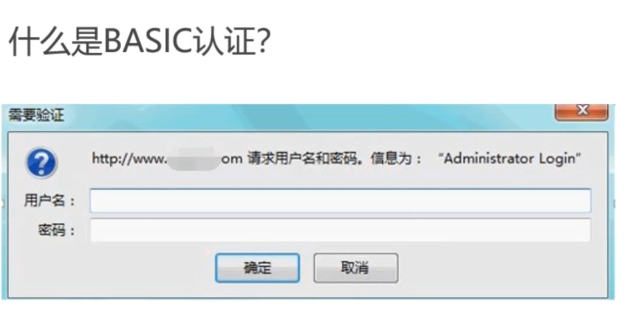 什么是BASIC认证？
需要验证
http://www. om 请求用户名和密码。信息为： “Administrator Login”
用户名：
密码：
确定 取消